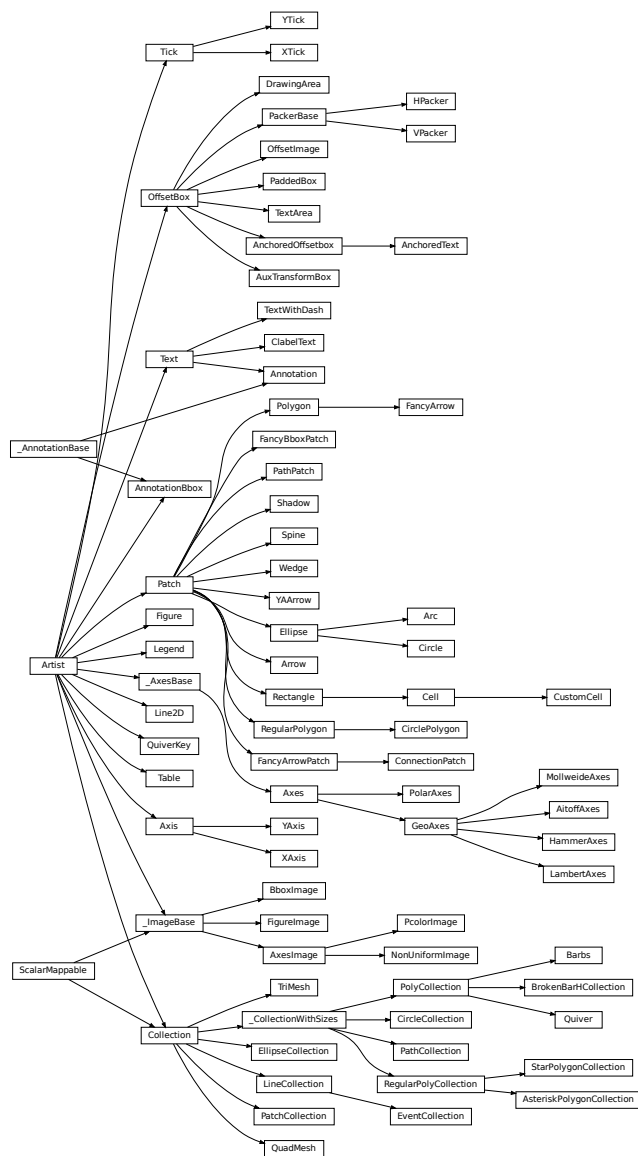 YTick
Tick
XTick
DrawingArea
HPacker
PackerBase
VPacker
OffsetImage
PaddedBox
OffsetBox
TextArea
AnchoredOffsetbox
AnchoredText
AuxTransformBox
TextWithDash
ClabelText
Text
Annotation
Polygon
FancyArrow
FancyBboxPatch
_AnnotationBase
PathPatch
AnnotationBbox
Shadow
Spine
Wedge
Patch
YAArrow
Figure
Arc
Ellipse
Circle
Legend
Artist
Arrow
_AxesBase
Rectangle
Cell
CustomCell
Line2D
RegularPolygon
CirclePolygon
QuiverKey
FancyArrowPatch
ConnectionPatch
Table
MollweideAxes
Axes
PolarAxes
AitoffAxes
Axis
YAxis
GeoAxes
HammerAxes
XAxis
LambertAxes
BboxImage
_ImageBase
FigureImage
PcolorImage
AxesImage
NonUniformImage
Barbs
ScalarMappable
TriMesh
PolyCollection
BrokenBarHCollection
_CollectionWithSizes
CircleCollection
Quiver
Collection
EllipseCollection
PathCollection
StarPolygonCollection
LineCollection
RegularPolyCollection
AsteriskPolygonCollection
PatchCollection
EventCollection
QuadMesh